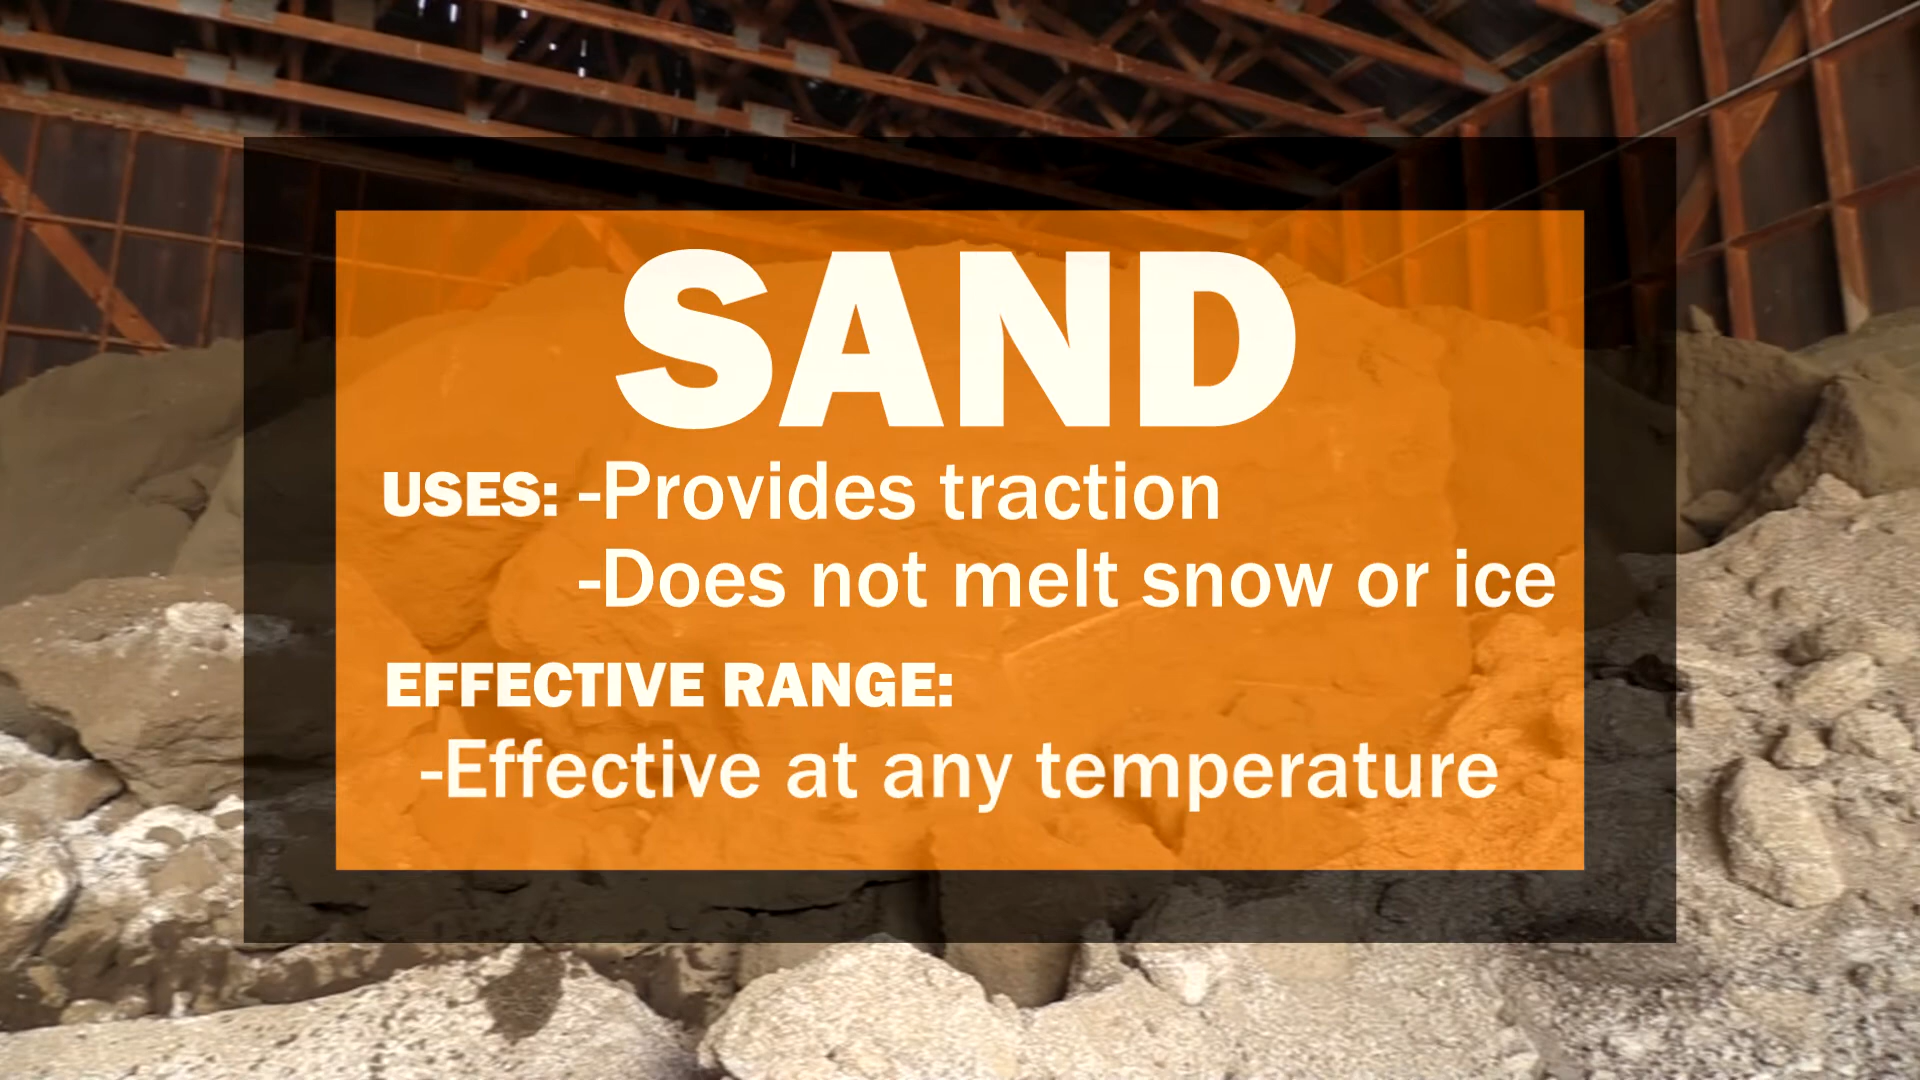 SAND
USES: -Provides traction
-Does not melt snow or ice
EFFECTIVE RANGE:
-Effective at any temperature